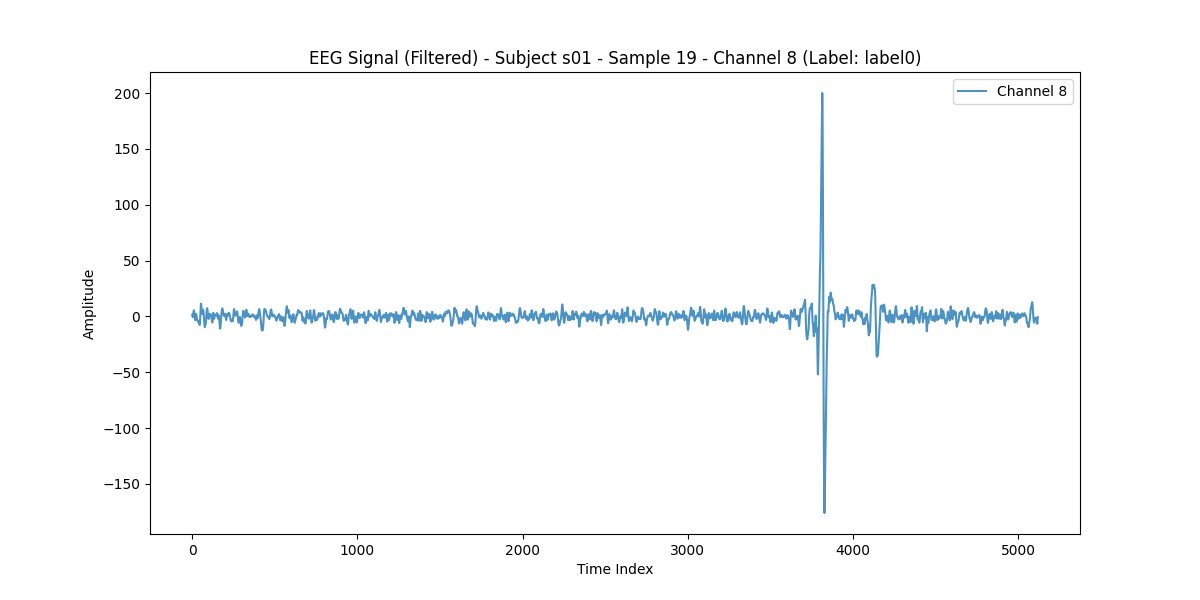 EEG Signal (Filtered) - Subject s01 - Sample 19 - Channel 8 (Label: label0)
Channel 8
200
150
100
50
0
−50
−100
−150
Amplitude
0 1000 2000 3000 4000 5000
Time Index